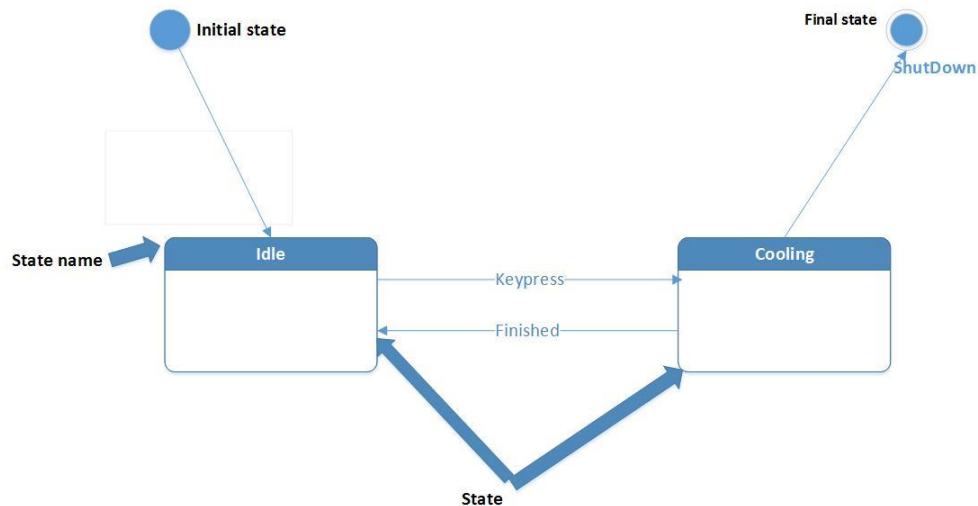 Initial state
Final state
ShutDown
State name
Idle
Cooling
Keypress
Finished
State